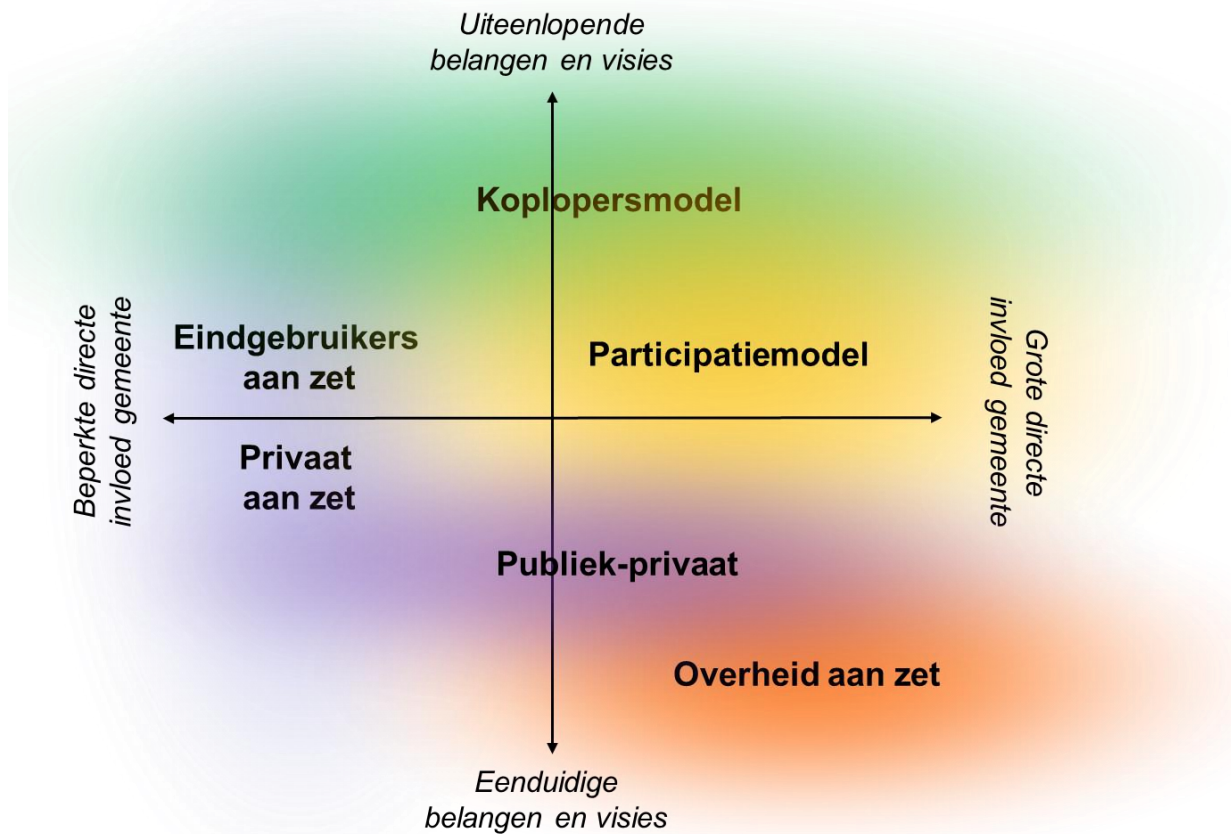 Uiteenlopende
belangen en visies
Koplopersmodel
Beperkte directe
invloed gemeente
Eindgebruikers
aan zet
Participatiemodel
Grote directe
invloed gemeente
Privaat
aan zet
Publiek-privaat
Overheid aan zet
Eenduidige
belangen en visies